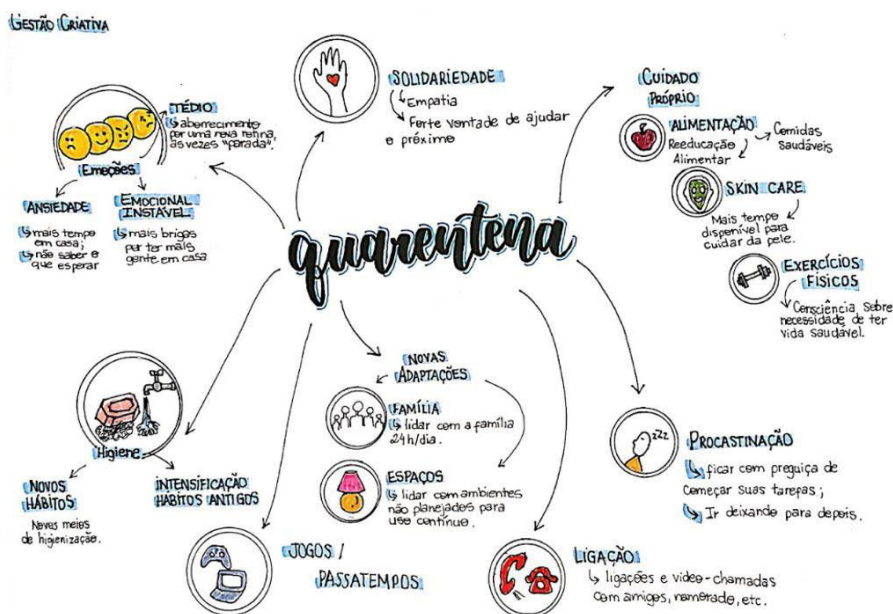 GESTÃO CRIATIVA
TÉDIO
↳ aborrecimento
por uma nova rotina,
às vezes "parada".
Emoções
ANSIEDADE
↳ mais tempo
em casa;
↳ não saber o
que esperar
EMOCIONAL
INSTÁVEL
↳ mais brigas
por ter mais
gente em casa
SOLIDARIEDADE
↳ Empatia
↳ Forte vontade de ajudar
o próximo
CUIDADO
PRÓPRIO
ALIMENTAÇÃO
Reeducação
Alimentar
Comidas
saudáveis
SKIN CARE
Mais tempo
disponível para
cuidar da pele.
EXERCÍCIOS
FÍSICOS
↳ Consciência sobre
necessidade de ter
vida saudável.
quarentena
Higiene
NOVOS
HÁBITOS
Novos meios
de higienização.
INTENSIFICAÇÃO
HÁBITOS ANTIGOS
JOGOS /
PASSATEMPOS
NOVAS
ADAPTAÇÕES
FAMÍLIA
↳ lidar com a família
24h/dia.
ESPAÇOS
↳ lidar com ambientes
não planejados para
uso contínuo.
LIGAÇÃO
↳ ligações e vídeo-chamadas
com amigos, namorado, etc.
zzz
PROCASTINAÇÃO
↳ ficar com preguiça de
começar suas tarefas;
↳ Ir deixando para depois.